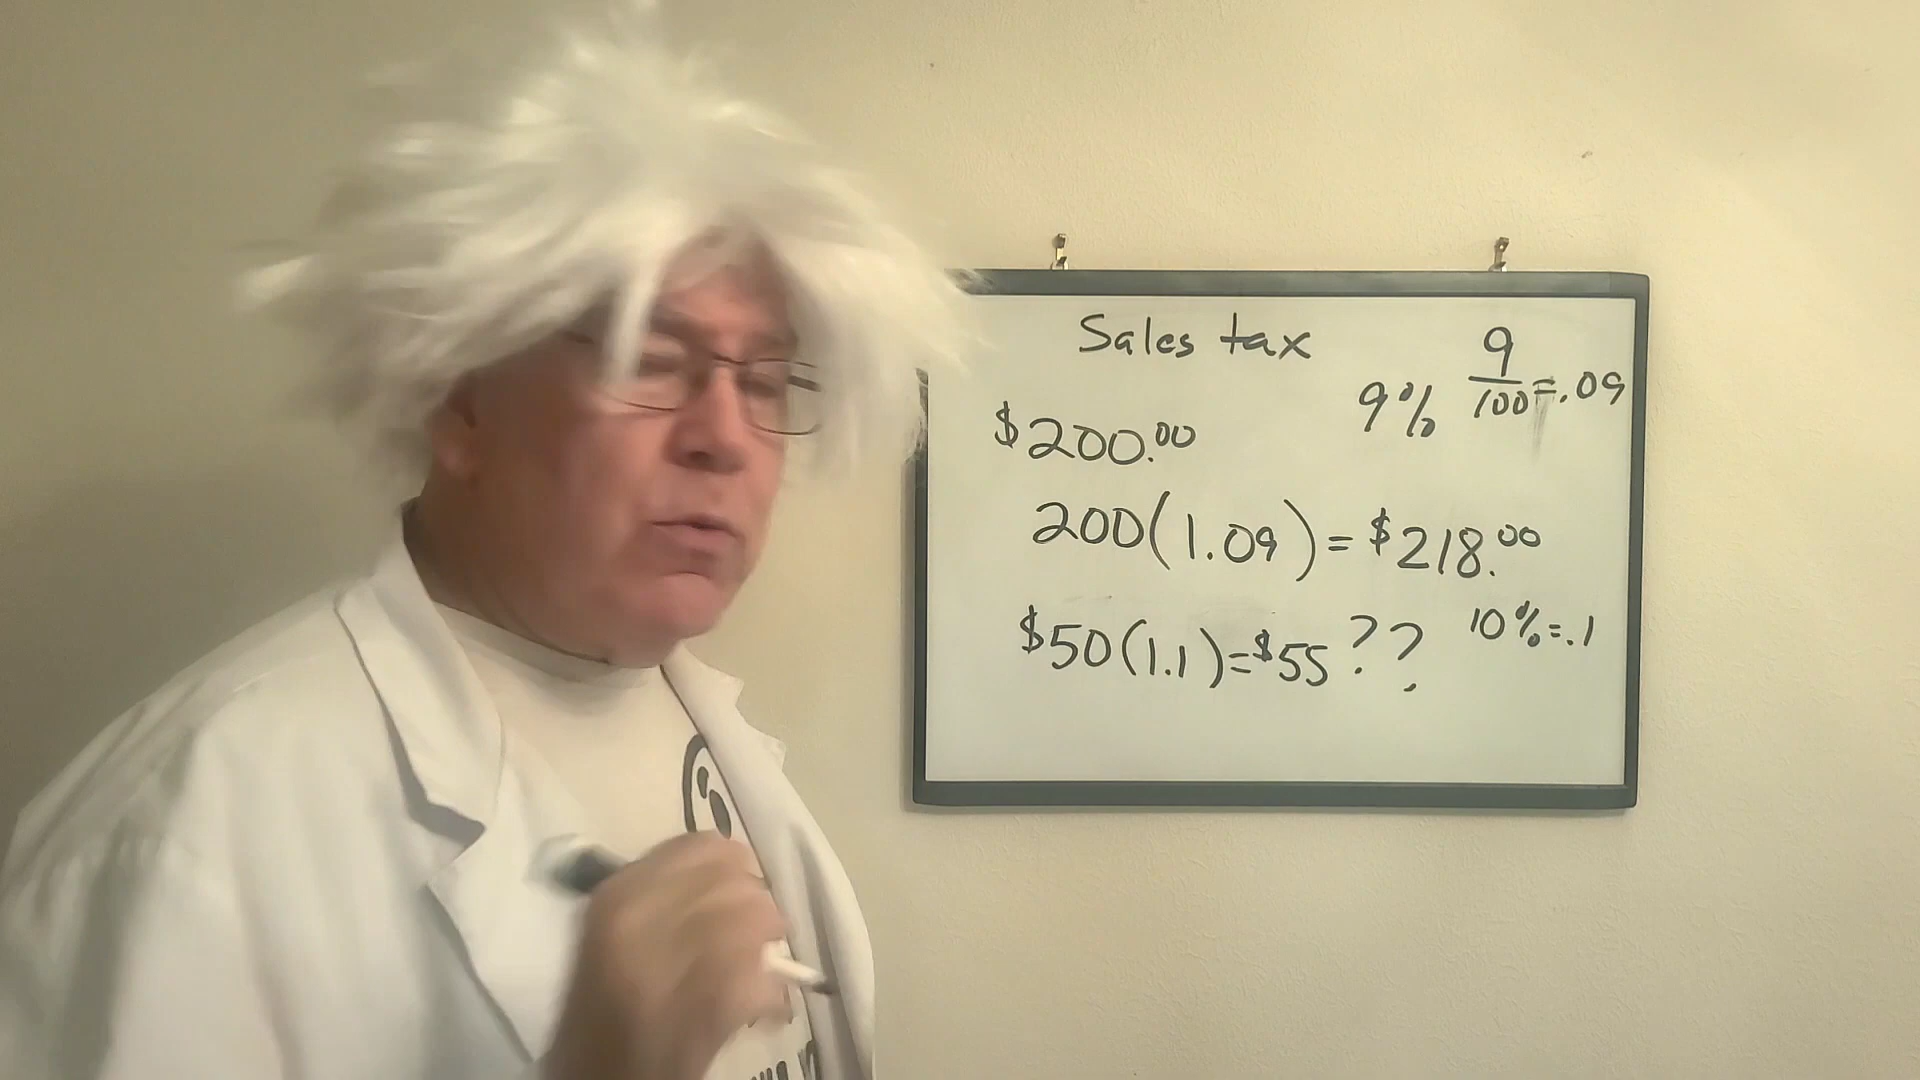 Sales tax
9% 9/100=.09
$200.00
200(1.09)=$218.00
$50(1.1)=$55?? 10%=.1